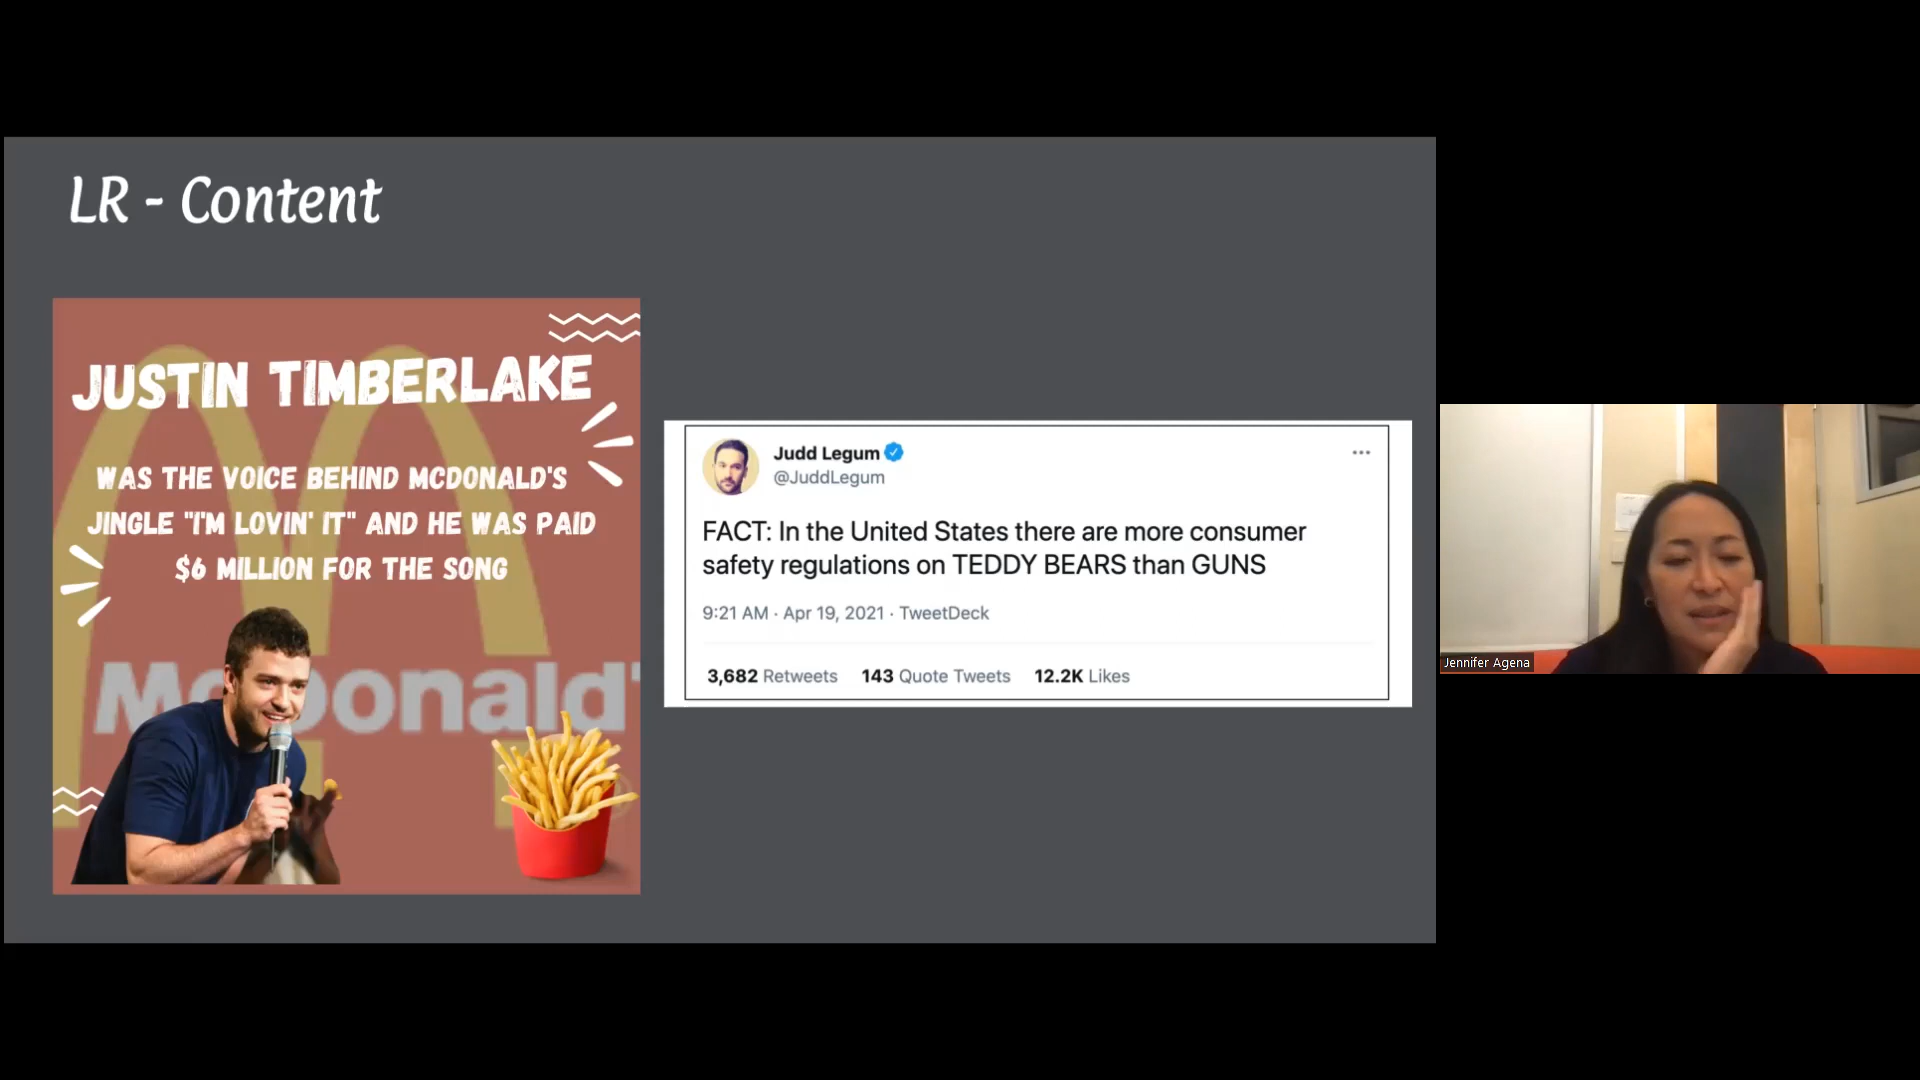 LR - Content
JUSTIN TIMBERLAKE
WAS THE VOICE BEHIND MCDONALD'S
JINGLE "I'M LOVIN' IT" AND HE WAS PAID
$6 MILLION FOR THE SONG
McDonald'
Judd Legum
@JuddLegum
FACT: In the United States there are more consumer
safety regulations on TEDDY BEARS than GUNS
9:21 AM · Apr 19, 2021 · TweetDeck
3,682 Retweets 143 Quote Tweets 12.2K Likes
Jennifer Agena